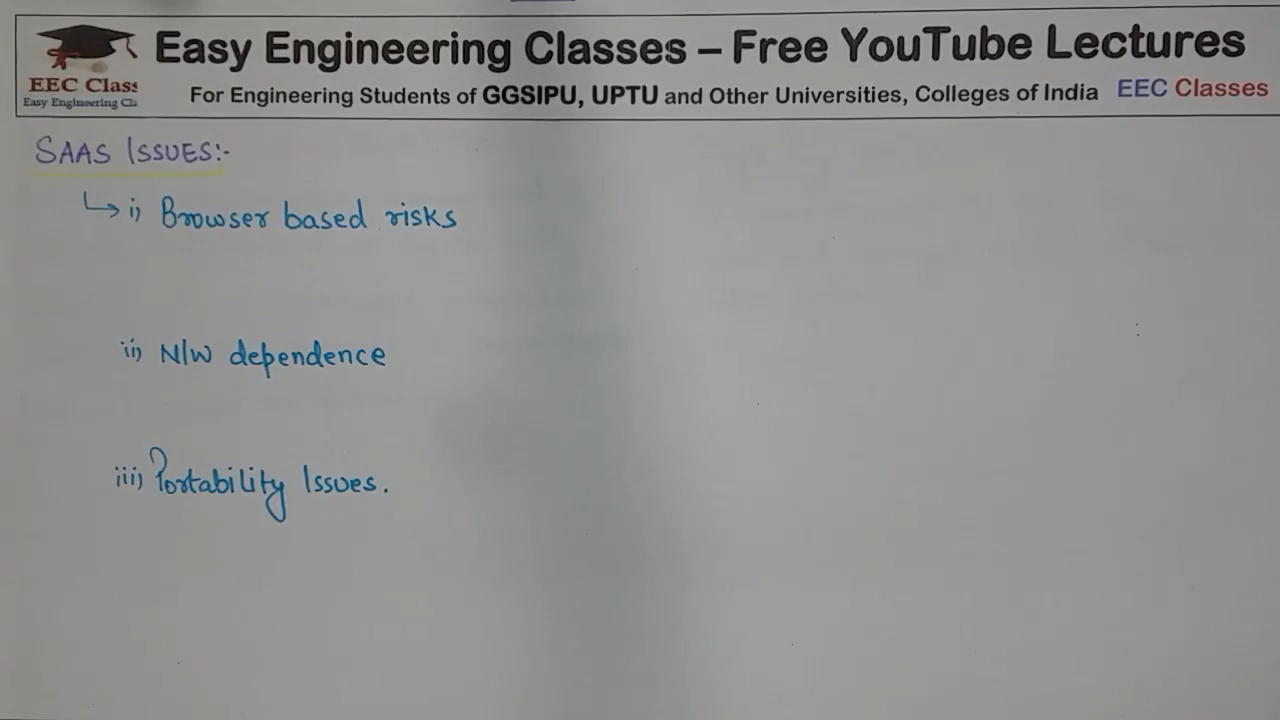 Easy Engineering Classes – Free YouTube Lectures
EEC Class
Easy Engineering Cl
For Engineering Students of GGSIPU, UPTU and Other Universities, Colleges of India EEC Classes
SAAS ISSUES:-
↳ i) Browser based risks
ii) N/W dependence
iii) Portability Issues.